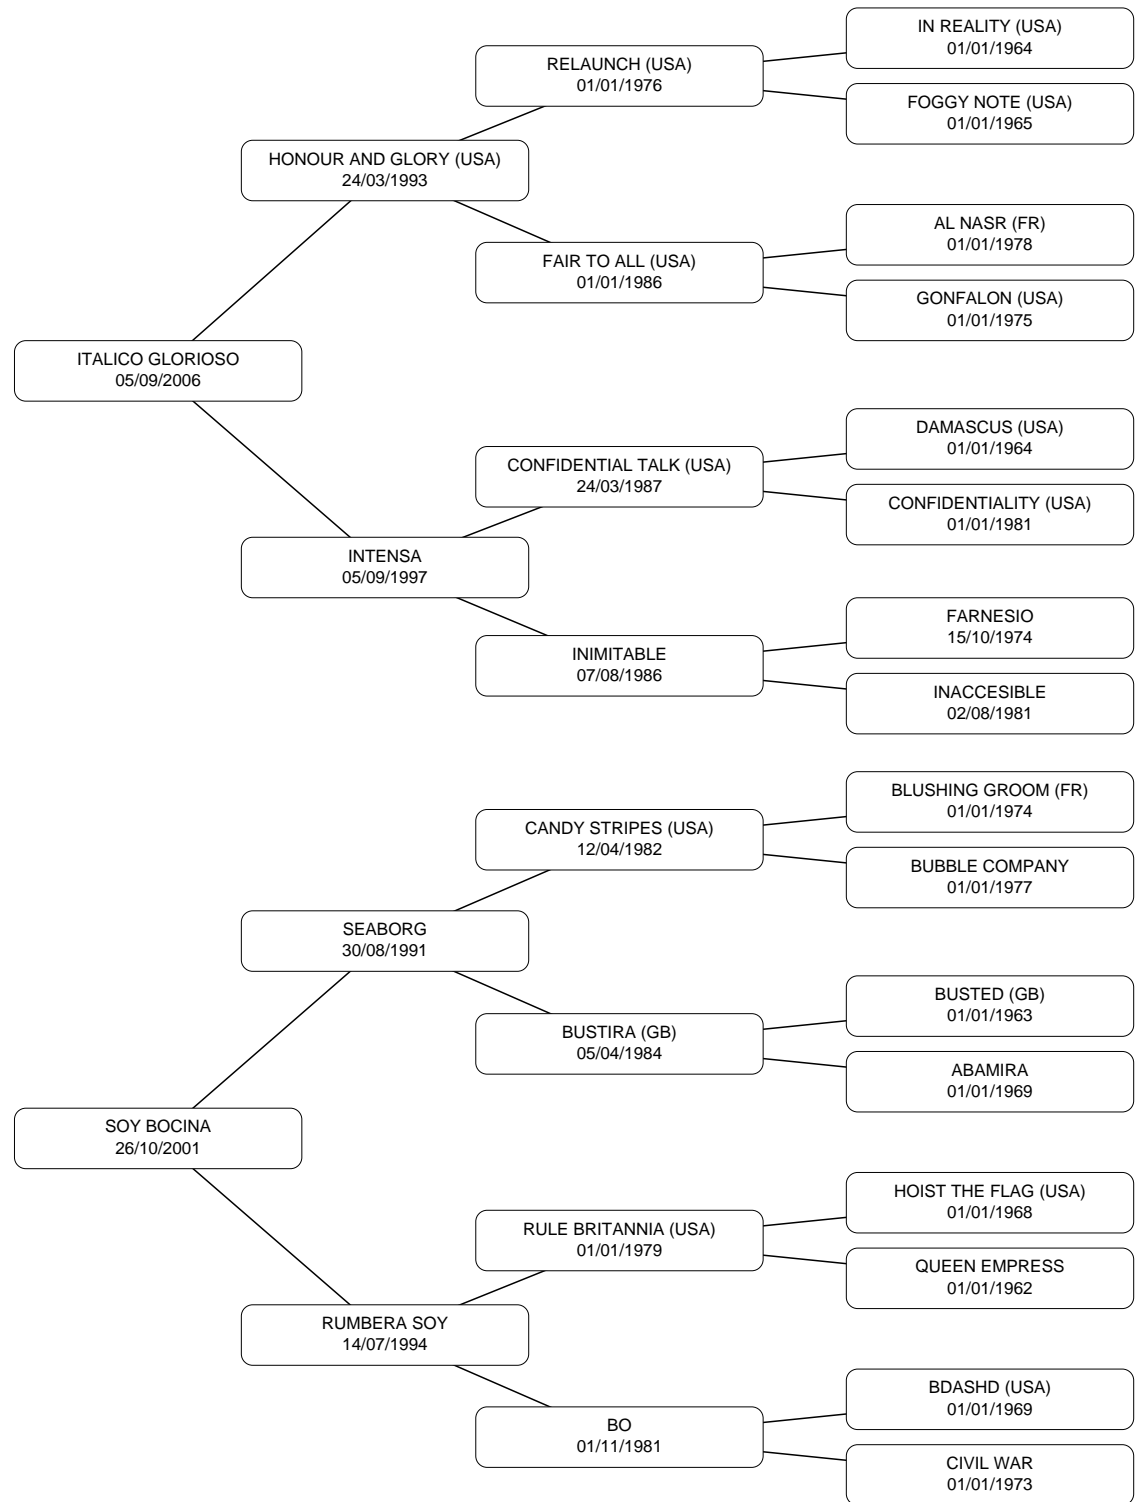 IN REALITY (USA)
01/01/1964
RELAUNCH (USA)
01/01/1976
FOGGY NOTE (USA)
01/01/1965
HONOUR AND GLORY (USA)
24/03/1993
AL NASR (FR)
01/01/1978
FAIR TO ALL (USA)
01/01/1986
GONFALON (USA)
01/01/1975
ITALICO GLORIOSO
05/09/2006
DAMASCUS (USA)
01/01/1964
CONFIDENTIAL TALK (USA)
24/03/1987
CONFIDENTIALITY (USA)
01/01/1981
INTENSA
05/09/1997
FARNESIO
15/10/1974
INIMITABLE
07/08/1986
INACCESIBLE
02/08/1981
BLUSHING GROOM (FR)
01/01/1974
CANDY STRIPES (USA)
12/04/1982
BUBBLE COMPANY
01/01/1977
SEABORG
30/08/1991
BUSTED (GB)
01/01/1963
BUSTIRA (GB)
05/04/1984
ABAMIRA
01/01/1969
SOY BOCINA
26/10/2001
HOIST THE FLAG (USA)
01/01/1968
RULE BRITANNIA (USA)
01/01/1979
QUEEN EMPRESS
01/01/1962
RUMBERA SOY
14/07/1994
BDASHD (USA)
01/01/1969
BO
01/11/1981
CIVIL WAR
01/01/1973